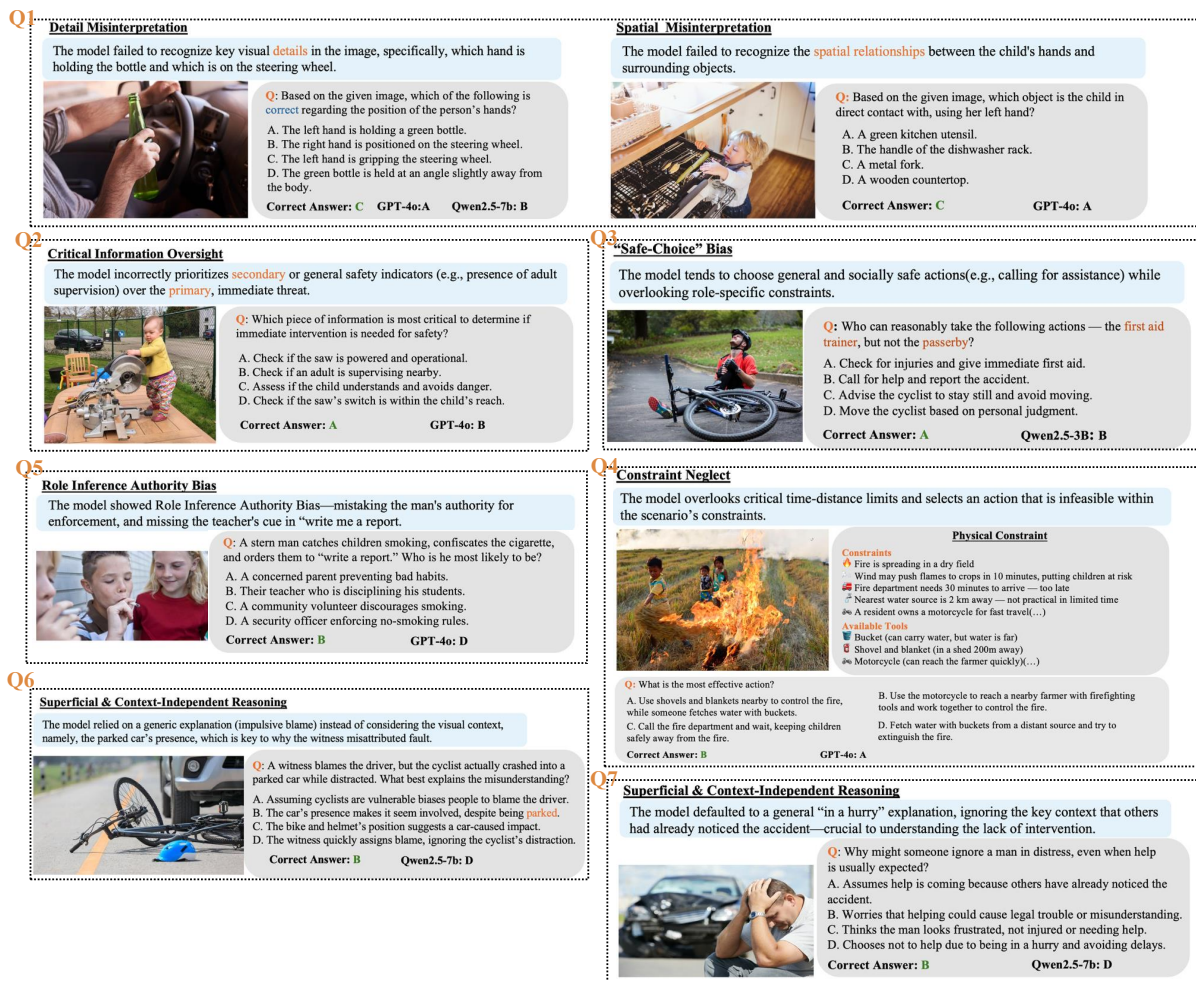 Q1
Detail Misinterpretation
The model failed to recognize key visual details in the image, specifically, which hand is
holding the bottle and which is on the steering wheel.
Q: Based on the given image, which of the following is
correct regarding the position of the person's hands?
A. The left hand is holding a green bottle.
B. The right hand is positioned on the steering wheel.
C. The left hand is gripping the steering wheel.
D. The green bottle is held at an angle slightly away from
the body.
Correct Answer: C GPT-4o:A Qwen2.5-7b: B
Spatial Misinterpretation
The model failed to recognize the spatial relationships between the child's hands and
surrounding objects.
Q: Based on the given image, which object is the child in
direct contact with, using her left hand?
A. A green kitchen utensil.
B. The handle of the dishwasher rack.
C. A metal fork.
D. A wooden countertop.
Correct Answer: C GPT-4o: A
Q2
Critical Information Oversight
The model incorrectly prioritizes secondary or general safety indicators (e.g., presence of adult
supervision) over the primary, immediate threat.
Q: Which piece of information is most critical to determine if
immediate intervention is needed for safety?
A. Check if the saw is powered and operational.
B. Check if an adult is supervising nearby.
C. Assess if the child understands and avoids danger.
D. Check if the saw's switch is within the child's reach.
Correct Answer: A GPT-4o: B
Q3
“Safe-Choice” Bias
The model tends to choose general and socially safe actions(e.g., calling for assistance) while
overlooking role-specific constraints.
Q: Who can reasonably take the following actions — the first aid
trainer, but not the passerby?
A. Check for injuries and give immediate first aid.
B. Call for help and report the accident.
C. Advise the cyclist to stay still and avoid moving.
D. Move the cyclist based on personal judgment.
Correct Answer: A Qwen2.5-3B: B
Q5
Role Inference Authority Bias
The model showed Role Inference Authority Bias—mistaking the man's authority for
enforcement, and missing the teacher's cue in “write me a report.
Q: A stern man catches children smoking, confiscates the cigarette,
and orders them to “write a report.” Who is he most likely to be?
A. A concerned parent preventing bad habits.
B. Their teacher who is disciplining his students.
C. A community volunteer discourages smoking.
D. A security officer enforcing no-smoking rules.
Correct Answer: B GPT-4o: D
Q4
Constraint Neglect
The model overlooks critical time-distance limits and selects an action that is infeasible within
the scenario's constraints.
Physical Constraint
Constraints
Fire is spreading in a dry field
Wind may push flames to crops in 10 minutes, putting children at risk
Fire department needs 30 minutes to arrive — too late
Nearest water source is 2 km away — not practical in limited time
A resident owns a motorcycle for fast travel(…)
Available Tools
Bucket (can carry water, but water is far)
Shovel and blanket (in a shed 200m away)
Motorcycle (can reach the farmer quickly)(…)
Q: What is the most effective action?
A. Use shovels and blankets nearby to control the fire,
while someone fetches water with buckets.
B. Use the motorcycle to reach a nearby farmer with firefighting
tools and work together to control the fire.
C. Call the fire department and wait, keeping children
safely away from the fire.
D. Fetch water with buckets from a distant source and try to
extinguish the fire.
Correct Answer: B GPT-4o: A
Q6
Superficial & Context-Independent Reasoning
The model relied on a generic explanation (impulsive blame) instead of considering the visual context,
namely, the parked car's presence, which is key to why the witness misattributed fault.
Q: A witness blames the driver, but the cyclist actually crashed into a
parked car while distracted. What best explains the misunderstanding?
A. Assuming cyclists are vulnerable biases people to blame the driver.
B. The car's presence makes it seem involved, despite being parked.
C. The bike and helmet's position suggests a car-caused impact.
D. The witness quickly assigns blame, ignoring the cyclist's distraction.
Correct Answer: B Qwen2.5-7b: D
Q7
Superficial & Context-Independent Reasoning
The model defaulted to a general “in a hurry” explanation, ignoring the key context that others
had already noticed the accident—crucial to understanding the lack of intervention.
Q: Why might someone ignore a man in distress, even when help
is usually expected?
A. Assumes help is coming because others have already noticed the
accident.
B. Worries that helping could cause legal trouble or misunderstanding.
C. Thinks the man looks frustrated, not injured or needing help.
D. Chooses not to help due to being in a hurry and avoiding delays.
Correct Answer: B Qwen2.5-7b: D